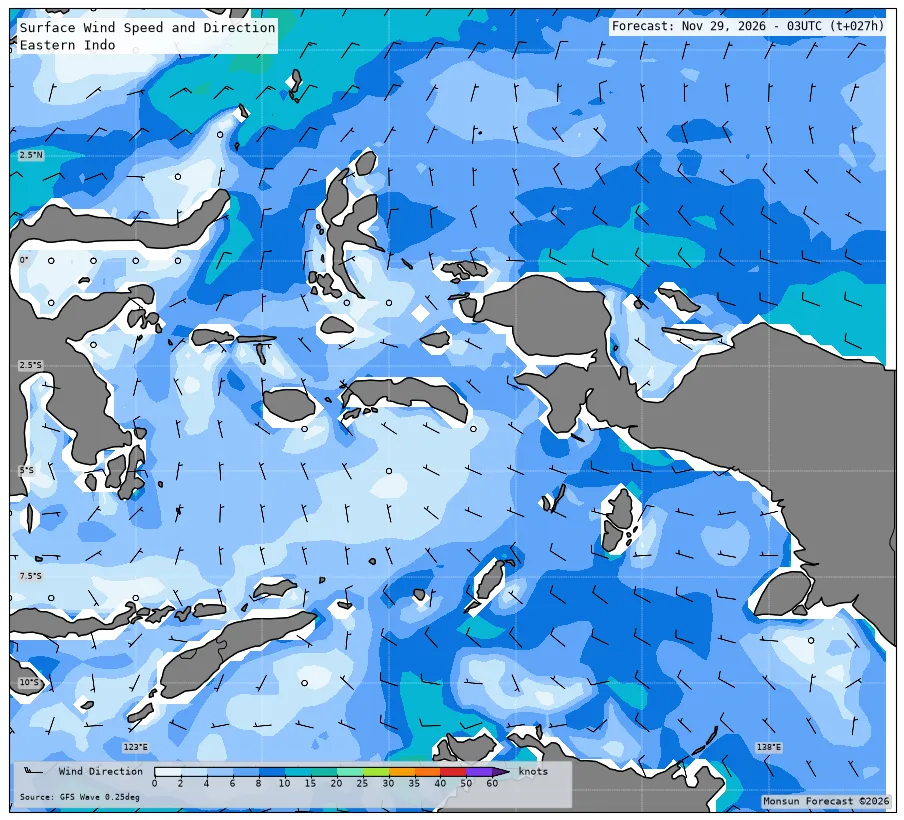 Surface Wind Speed and Direction
Eastern Indo
Forecast: Nov 29, 2026 - 03UTC (t+027h)
2.5°N
0°
2.5°S
5°S
7.5°S
10°S
123°E
138°E
Wind Direction
knots
0 2 4 6 8 10 15 20 25 30 35 40 50 60
Source: GFS Wave 0.25deg
Monsun Forecast ©2026